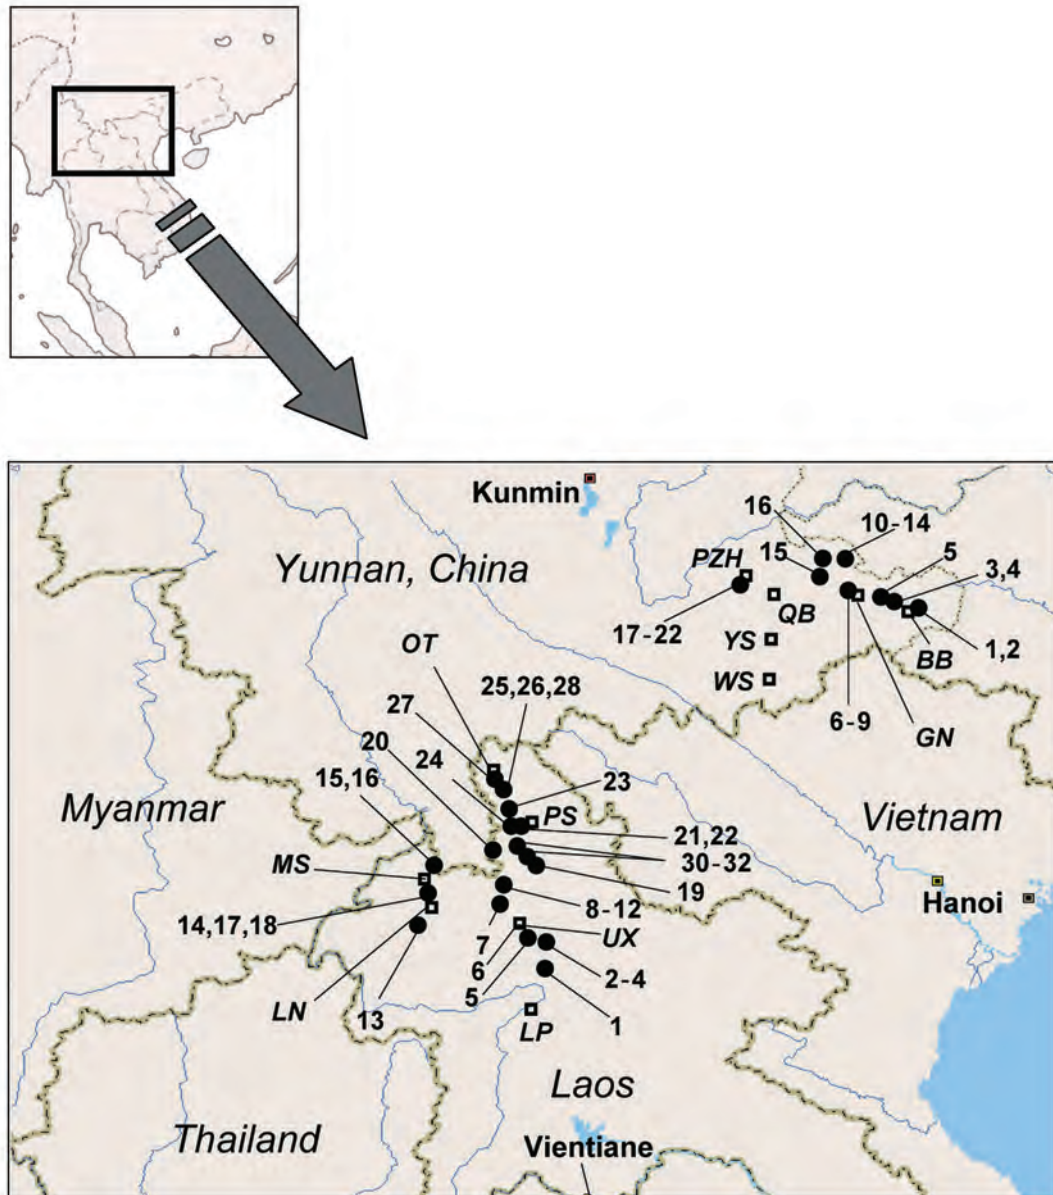 Kunmin
16
10-14
Yunnan, China
PZH
15
5
3,4
17-22
QB
YS
BB
1,2
OT
WS
25,26,28
6-9
GN
27
20
24
15,16
23
Myanmar
PS
Vietnam
21,22
30-32
MS
19
Hanoi
8-12
14,17,18
7
UX
6
2-4
5
LN
13
1
LP
Laos
Thailand
Vientiane